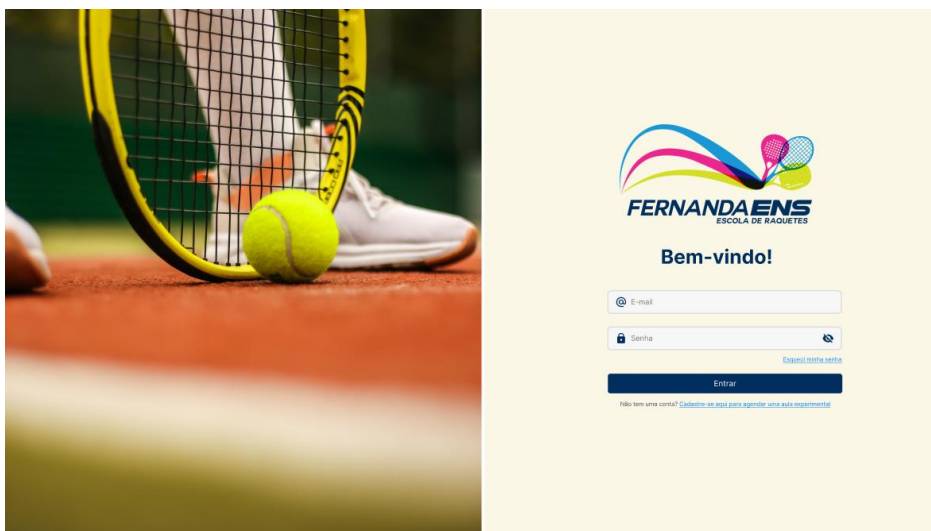 FERNANDAENS
ESCOLA DE RAQUETES
Bem-vindo!
E-mail
Senha
Esqueci minha senha
Entrar
Não tem uma conta? Cadastre-se aqui para agendar uma aula experimental